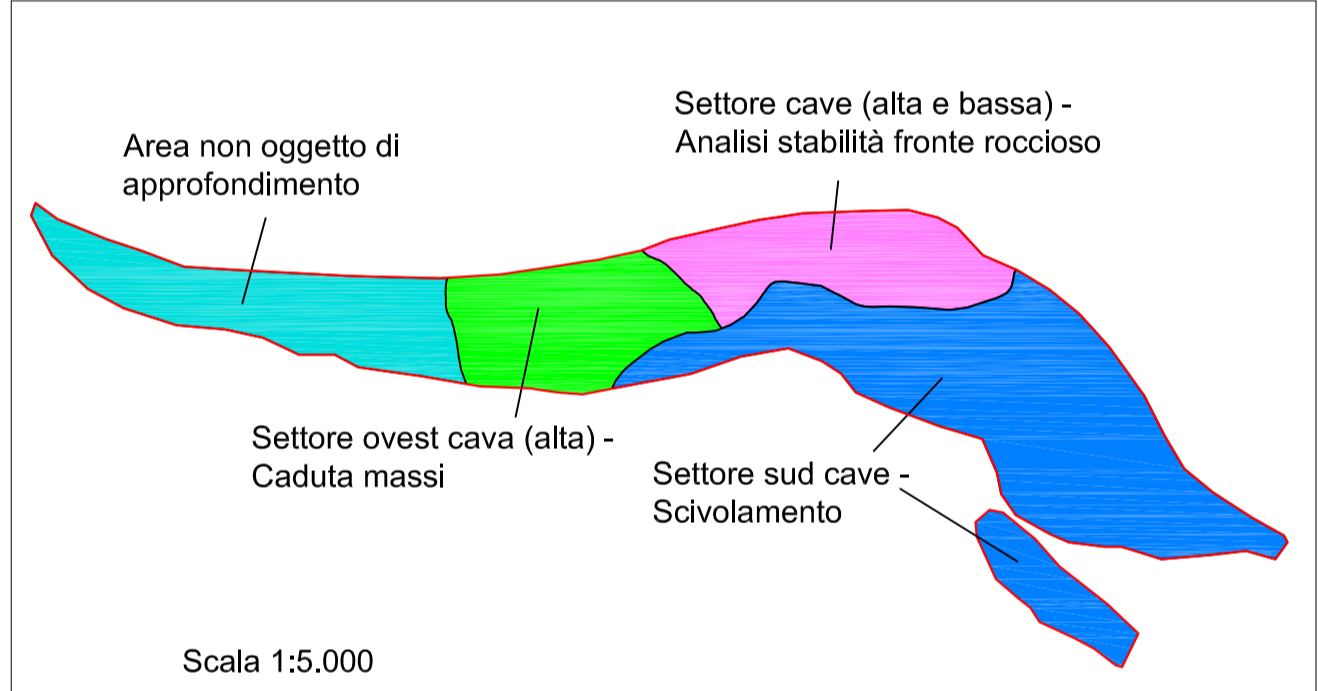 Settore cave (alta e bassa) -
Analisi stabilità fronte roccioso
Area non oggetto di
approfondimento
Settore ovest cava (alta) -
Caduta massi
Settore sud cave -
Scivolamento
Scala 1:5.000